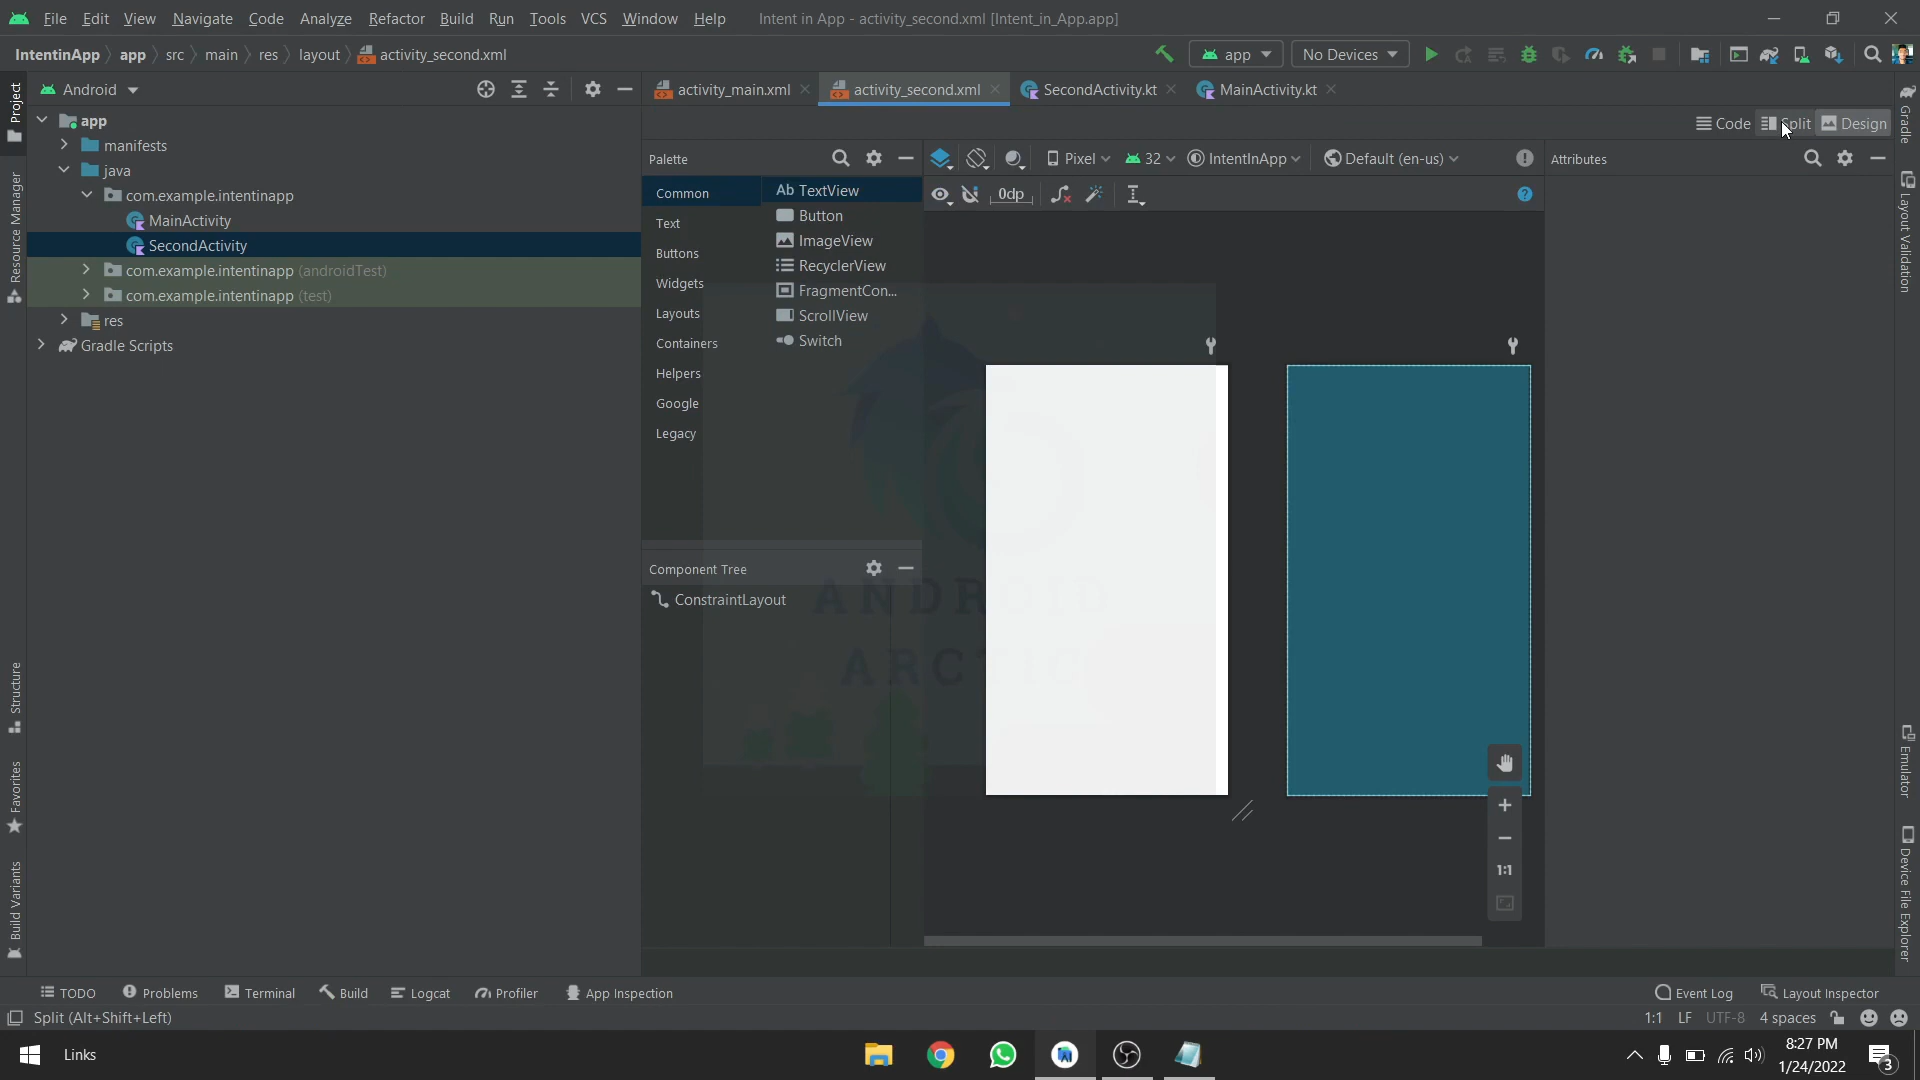 File Edit View Navigate Code Analyze Refactor Build Run Tools VCS Window Help Intent in App - activity_second.xml [Intent_in_App.app]
IntentinApp app src main res layout activity_second.xml app No Devices
Android activity_main.xml activity_second.xml SecondActivity.kt MainActivity.kt
Code Split Design
Project
Resource Manager
Structure
Favorites
Build Variants
app
manifests
java
com.example.intentinapp
MainActivity
SecondActivity
com.example.intentinapp (androidTest)
com.example.intentinapp (test)
res
Gradle Scripts
Palette
Common
Text
Buttons
Widgets
Layouts
Containers
Helpers
Google
Legacy
Ab TextView
Button
ImageView
RecyclerView
FragmentCon...
ScrollView
Switch
Component Tree
ConstraintLayout
Pixel 32 IntentInApp Default (en-us)
0dp
ANDROID
ARCTIC
1:1
Attributes
Gradle
Layout Validation
Emulator
Device File Explorer
TODO Problems Terminal Build Logcat Profiler App Inspection Event Log Layout Inspector
Split (Alt+Shift+Left) 1:1 LF UTF-8 4 spaces
Links
8:27 PM
1/24/2022
3